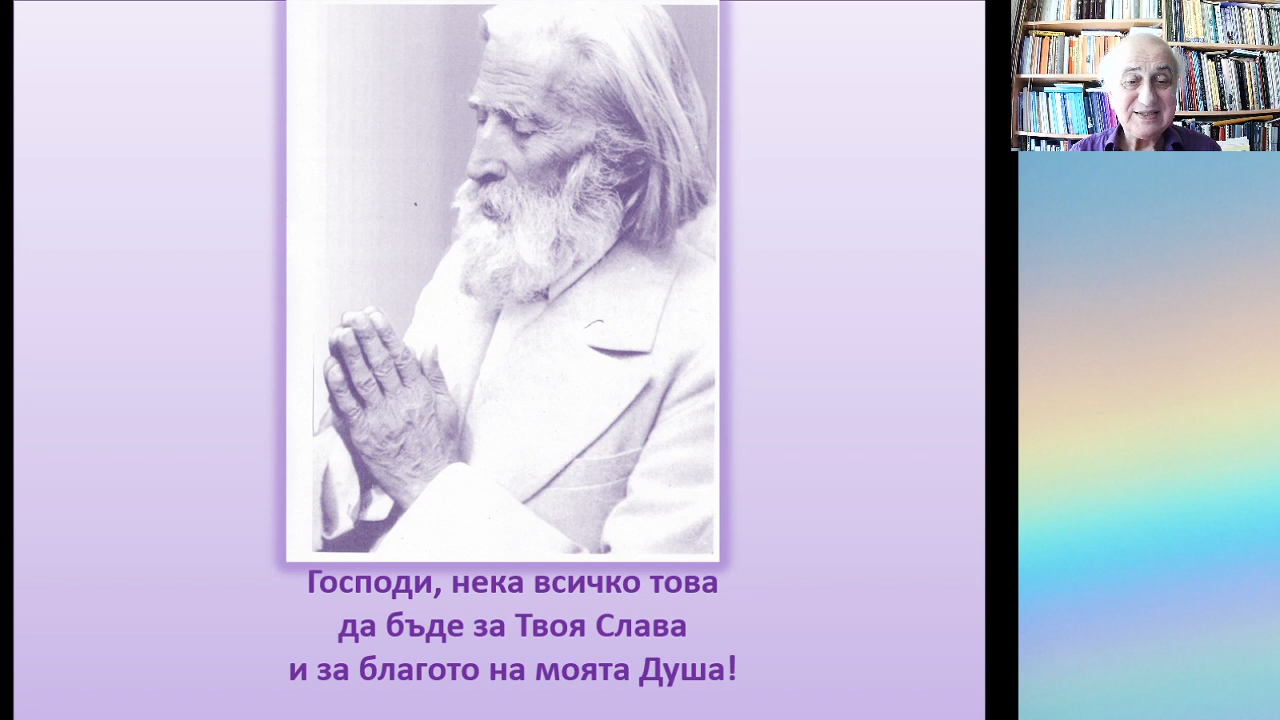 Господи, нека всичко това
да бъде за Твоя Слава
и за благото на моята Душа!